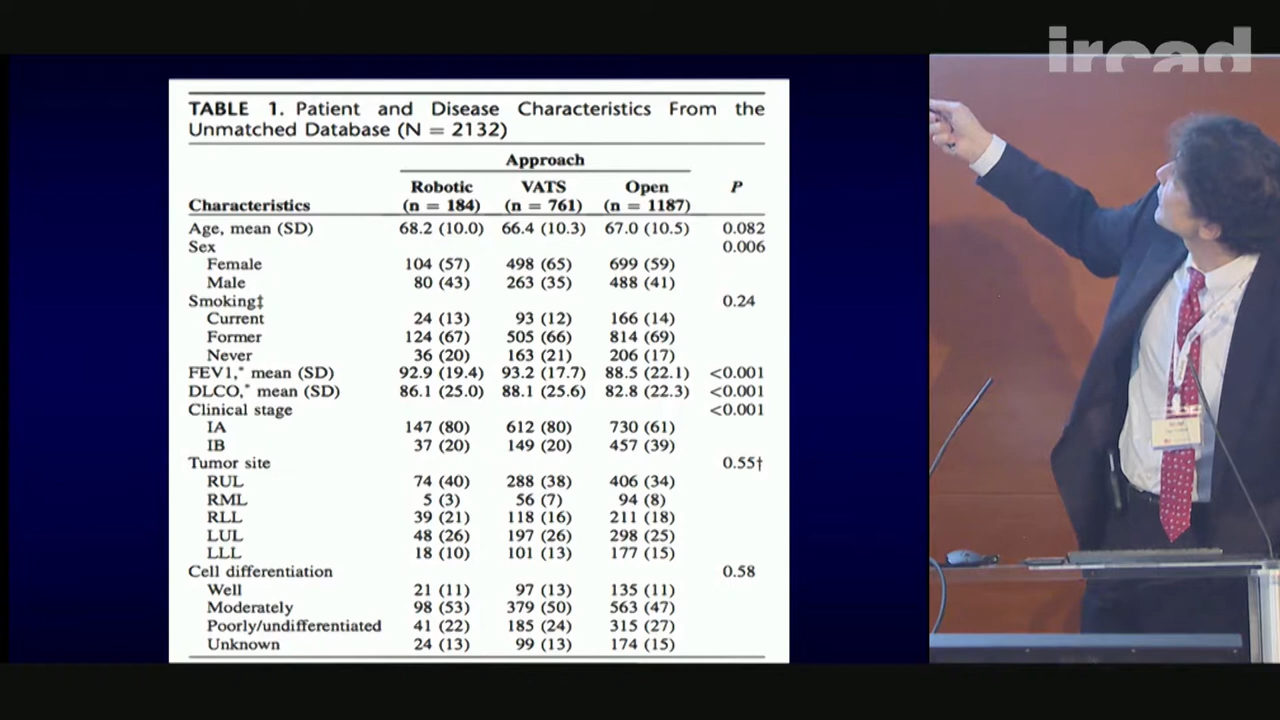 ircad
TABLE 1. Patient and Disease Characteristics From the
Unmatched Database (N = 2132)
Approach
Robotic VATS Open P
Characteristics (n = 184) (n = 761) (n = 1187)
Age, mean (SD) 68.2 (10.0) 66.4 (10.3) 67.0 (10.5) 0.082
Sex 0.006
Female 104 (57) 498 (65) 699 (59)
Male 80 (43) 263 (35) 488 (41)
Smoking‡ 0.24
Current 24 (13) 93 (12) 166 (14)
Former 124 (67) 505 (66) 814 (69)
Never 36 (20) 163 (21) 206 (17)
FEV1,* mean (SD) 92.9 (19.4) 93.2 (17.7) 88.5 (22.1) <0.001
DLCO,* mean (SD) 86.1 (25.0) 88.1 (25.6) 82.8 (22.3) <0.001
Clinical stage <0.001
IA 147 (80) 612 (80) 730 (61)
IB 37 (20) 149 (20) 457 (39)
Tumor site 0.55†
RUL 74 (40) 288 (38) 406 (34)
RML 5 (3) 56 (7) 94 (8)
RLL 39 (21) 118 (16) 211 (18)
LUL 48 (26) 197 (26) 298 (25)
LLL 18 (10) 101 (13) 177 (15)
Cell differentiation 0.58
Well 21 (11) 97 (13) 135 (11)
Moderately 98 (53) 379 (50) 563 (47)
Poorly/undifferentiated 41 (22) 185 (24) 315 (27)
Unknown 24 (13) 99 (13) 174 (15)